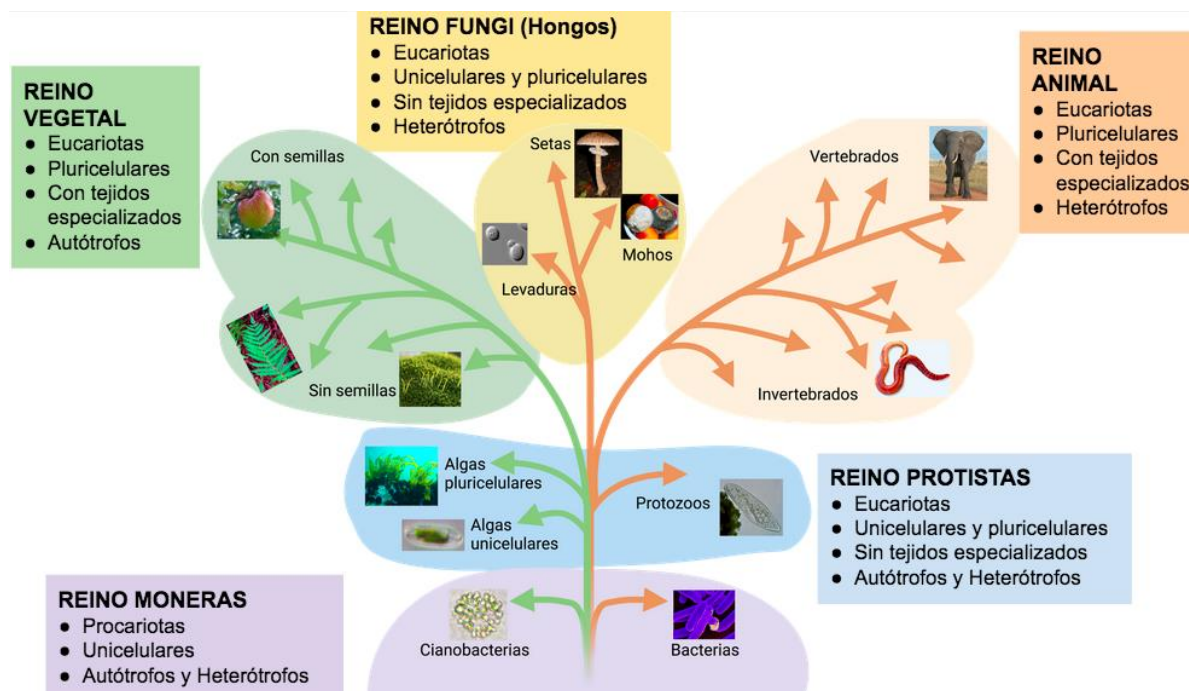 REINO FUNGI (Hongos)
● Eucariotas
● Unicelulares y pluricelulares
● Sin tejidos especializados
● Heterótrofos
REINO
VEGETAL
● Eucariotas
● Pluricelulares
● Con tejidos
especializados
● Autótrofos
REINO
ANIMAL
● Eucariotas
● Pluricelulares
● Con tejidos
especializados
● Heterótrofos
Con semillas
Sin semillas
Setas
Mohos
Levaduras
Vertebrados
Invertebrados
Algas
pluricelulares
Algas
unicelulares
Protozoos
REINO PROTISTAS
● Eucariotas
● Unicelulares y pluricelulares
● Sin tejidos especializados
● Autótrofos y Heterótrofos
REINO MONERAS
● Procariotas
● Unicelulares
● Autótrofos y Heterótrofos
Cianobacterias
Bacterias